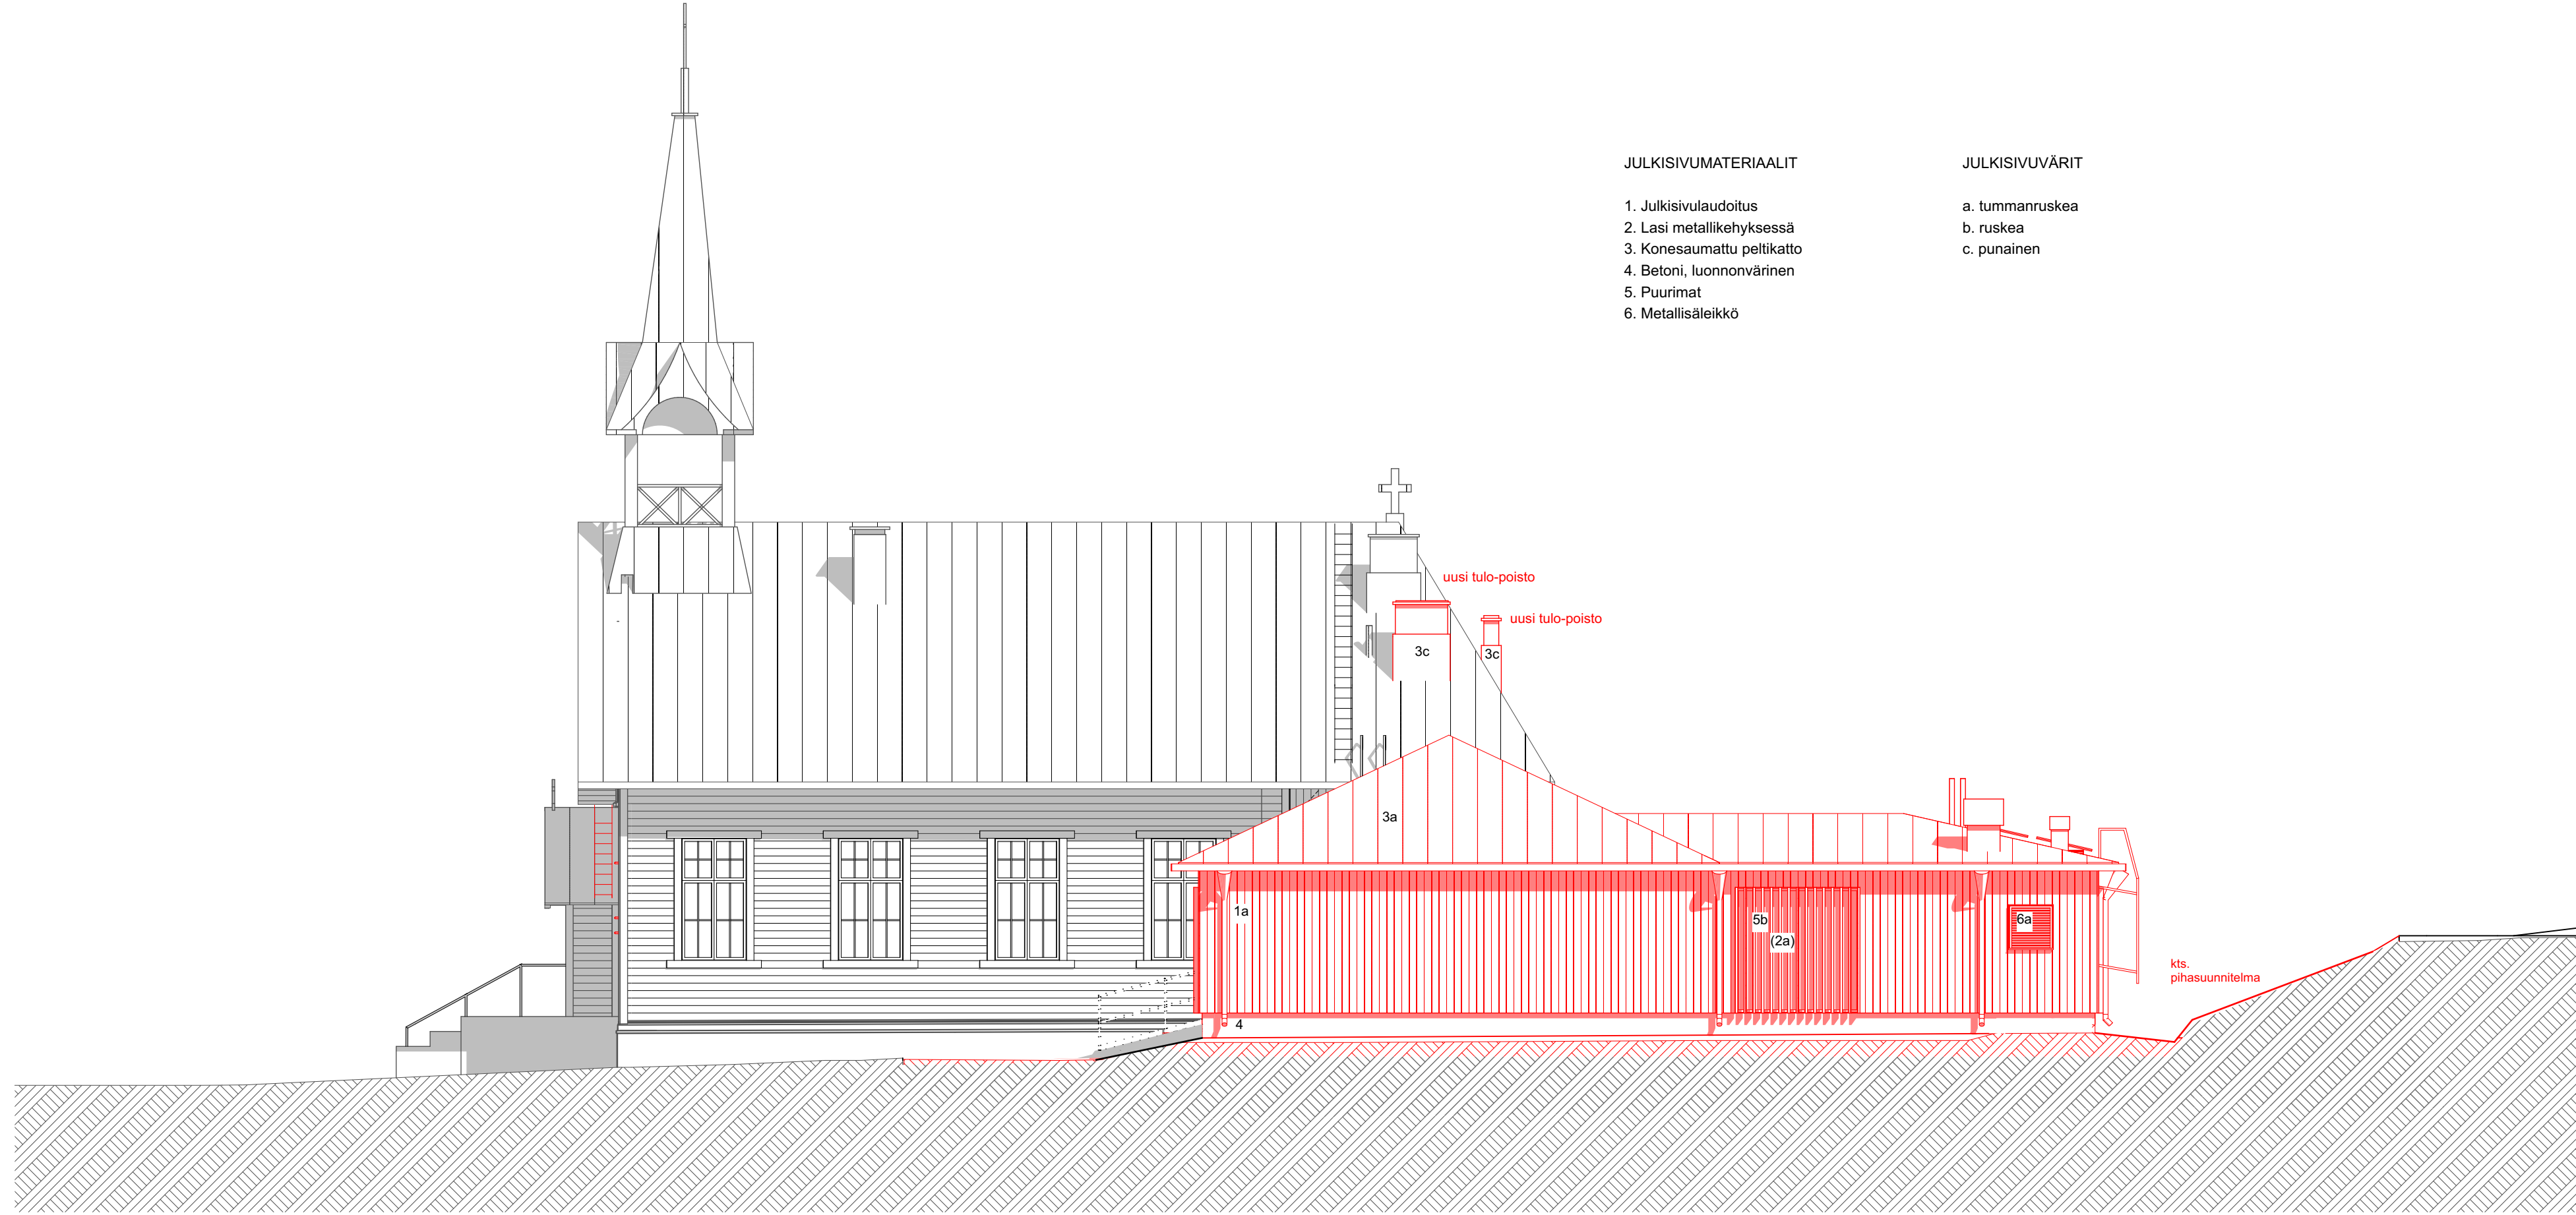 JULKISIVUMATERIAALIT
1. Julkisivulaudoitus
2. Lasi metallikehyksessä
3. Konesaumattu peltikatto
4. Betoni, luonnonvärinen
5. Puurimat
6. Metallisäleikkö
JULKISIVUVÄRIT
a. tummanruskea
b. ruskea
c. punainen
uusi tulo-poisto
uusi tulo-poisto
3c
3c
3a
1a
5b
(2a)
6a
4
kts.
pihasuunnitelma